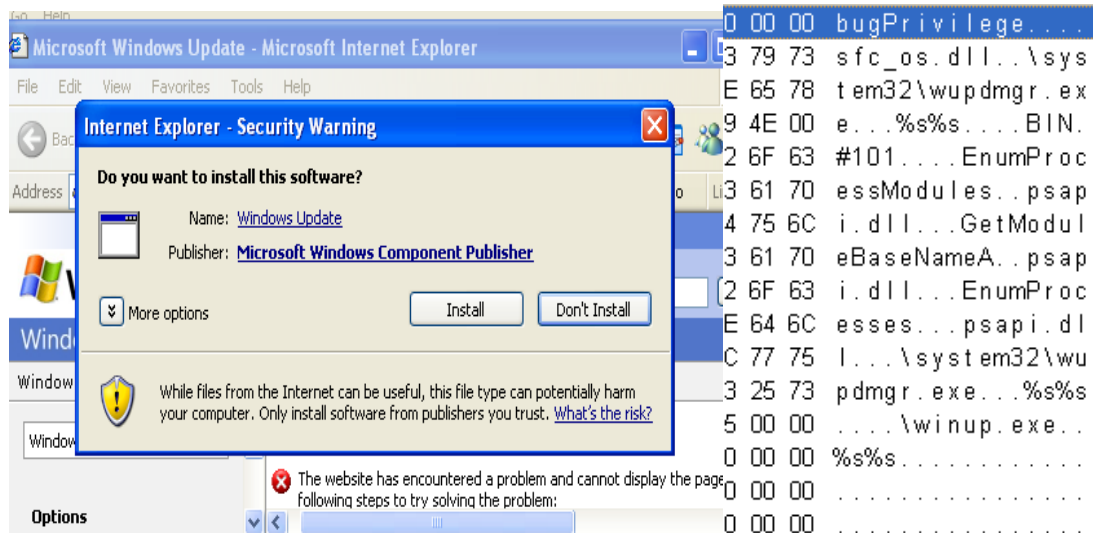 Go Help
Microsoft Windows Update - Microsoft Internet Explorer
File Edit View Favorites Tools Help
Bac
Address
Internet Explorer - Security Warning
Do you want to install this software?
Name: Windows Update
Publisher: Microsoft Windows Component Publisher
More options
Install Don't Install
While files from the Internet can be useful, this file type can potentially harm
your computer. Only install software from publishers you trust. What's the risk?
Wind
Window
Window
The website has encountered a problem and cannot display the page
following steps to try solving the problem:
Options
0 00 00 bugPrivilege....
3 79 73 sfc_os.dll..\sys
E 65 78 tem32\wupdmgr.ex
9 4E 00 e...%s%s....BIN.
2 6F 63 #101....EnumProc
3 61 70 essModules..psap
4 75 6C i.dll...GetModul
3 61 70 eBaseNameA..psap
2 6F 63 i.dll...EnumProc
E 64 6C esses...psapi.dl
C 77 75 l...\system32\wu
3 25 73 pdmgr.exe...%s%s
5 00 00 ....\winup.exe..
0 00 00 %s%s............
0 00 00 ................
0 00 00 ................